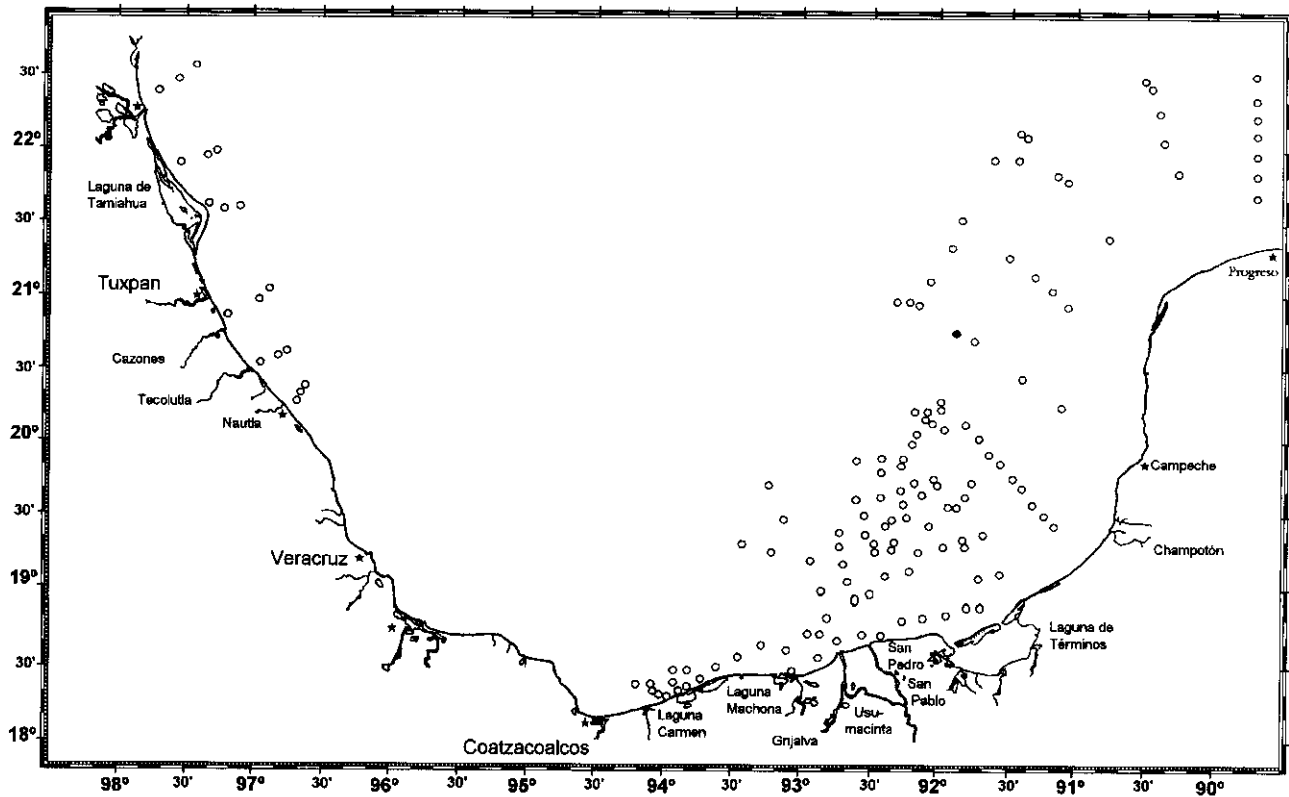 30'
22º
Laguna de
Tamiahua
30'
Progreso
Tuxpan
21º
Cazones
30'
Tecolutla
Nautla
20º
Campeche
30'
Veracruz
Champotón
19º
Laguna de
Términos
San
Pedro
30'
San
Pablo
Laguna
Machona
Laguna
Carmen
Usu-
macinta
Grijalva
18º
Coatzacoalcos
98º 30' 97º 30' 96º 30' 95º 30' 94º 30' 93º 30' 92º 30' 91º 30' 90º